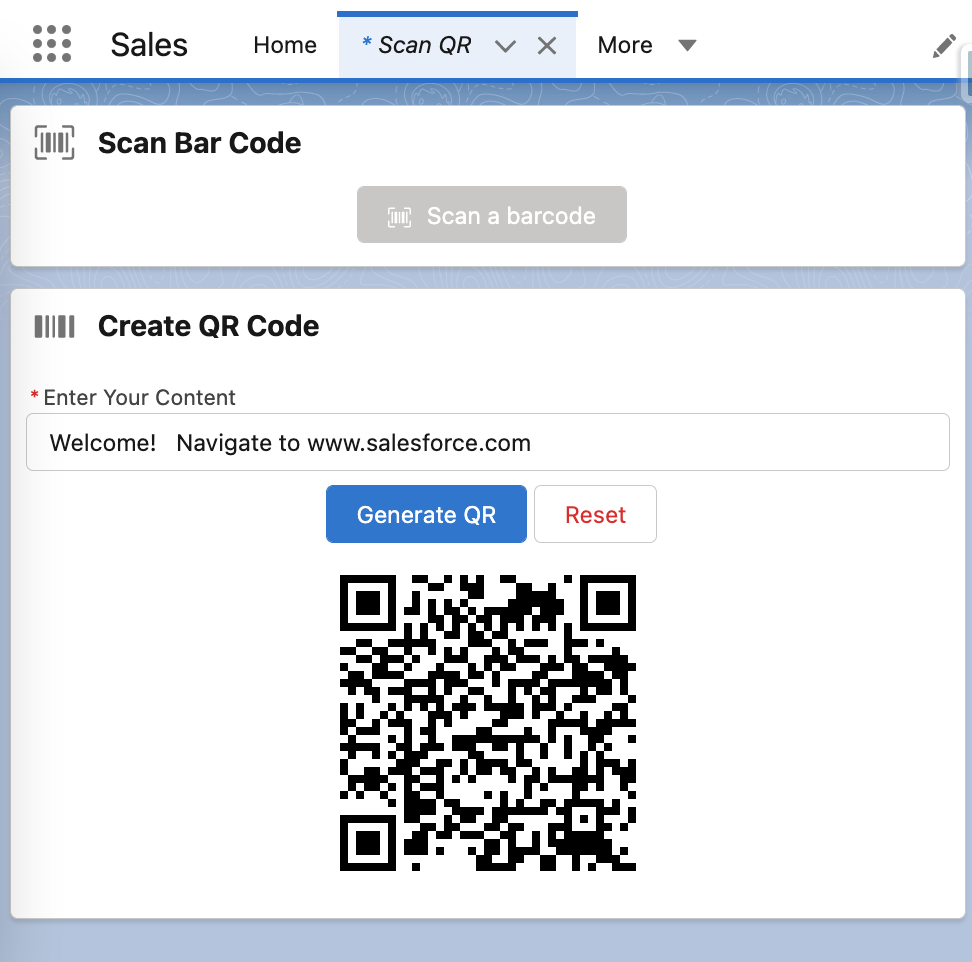 Sales Home * Scan QR More
Scan Bar Code
Scan a barcode
Create QR Code
* Enter Your Content
Welcome!   Navigate to www.salesforce.com
Generate QR Reset